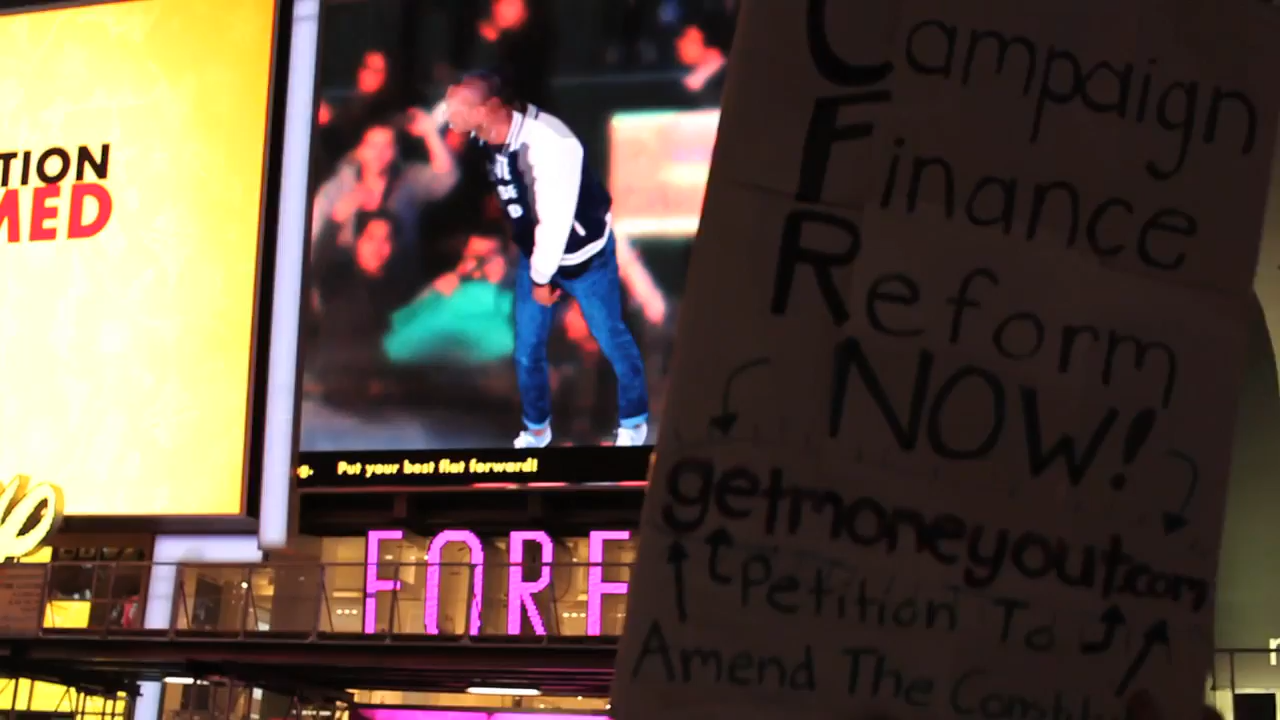 TION
MED
Put your best flat forward!
FORE
Campaign
Finance
Reform
NOW!
getmoneyout.com
Petition To
Amend The